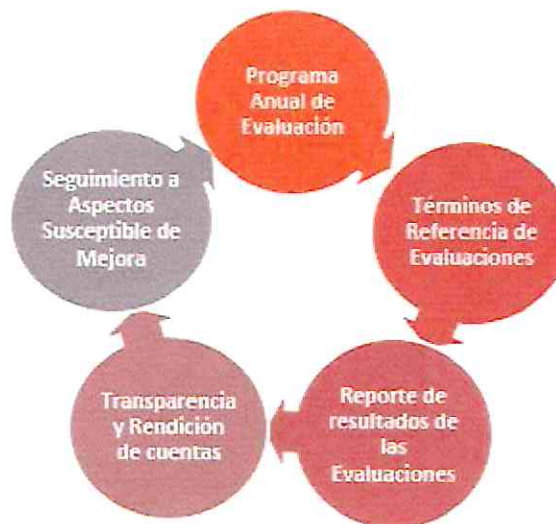 Programa
Anual de
Evaluación
Términos de
Referencia de
Evaluaciones
Reporte de
resultados de
las
Evaluaciones
Transparencia
y Rendición
de cuentas
Seguimiento a
Aspectos
Susceptible de
Mejora